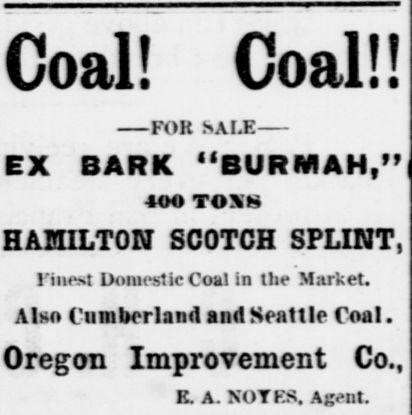 Coal! Coal!!
—FOR SALE—
EX BARK "BURMAH,"
400 TONS
HAMILTON SCOTCH SPLINT,
Finest Domestic Coal in the Market.
Also Cumberland and Seattle Coal.
Oregon Improvement Co.,
E. A. NOYES, Agent.